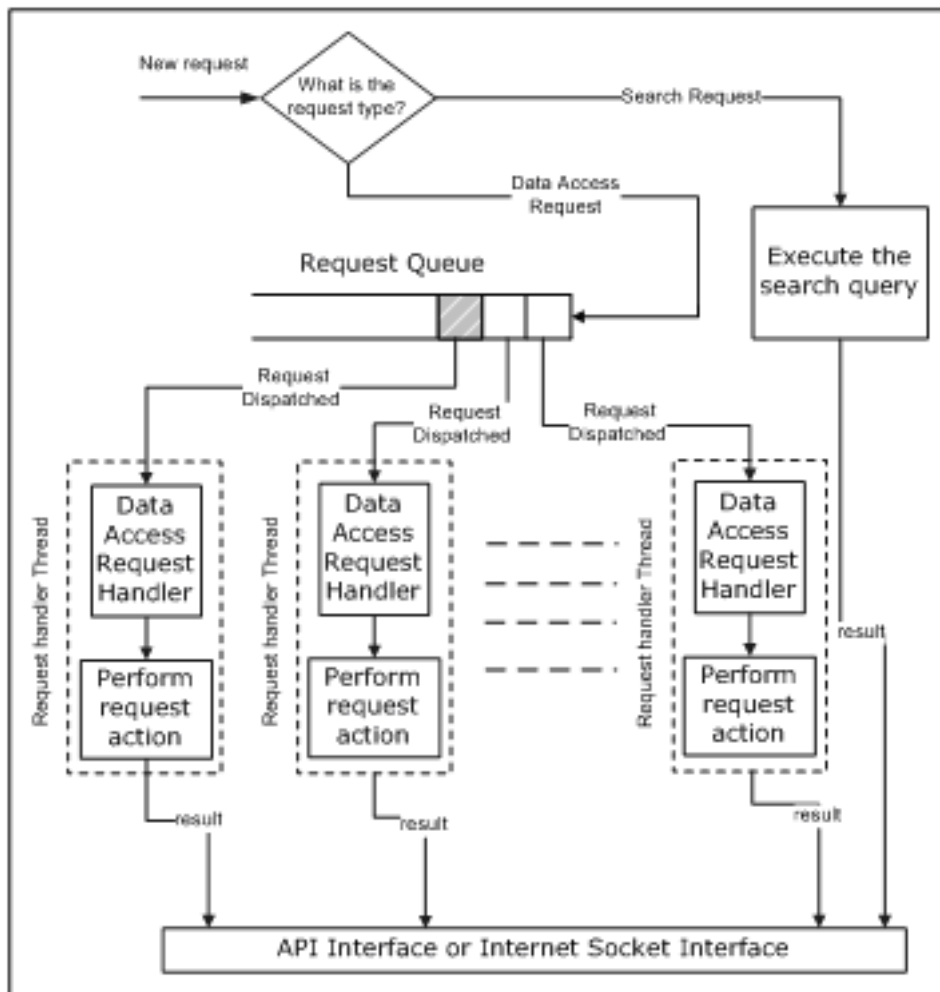 New request
What is the
request type?
Search Request
Data Access
Request
Execute the
search query
Request Queue
Request
Dispatched
Request
Dispatched
Request
Dispatched
Request handler Thread
Data
Access
Request
Handler
Perform
request
action
result
Request handler Thread
Data
Access
Request
Handler
Perform
request
action
result
Request handler Thread
Data
Access
Request
Handler
Perform
request
action
result
result
API Interface or Internet Socket Interface